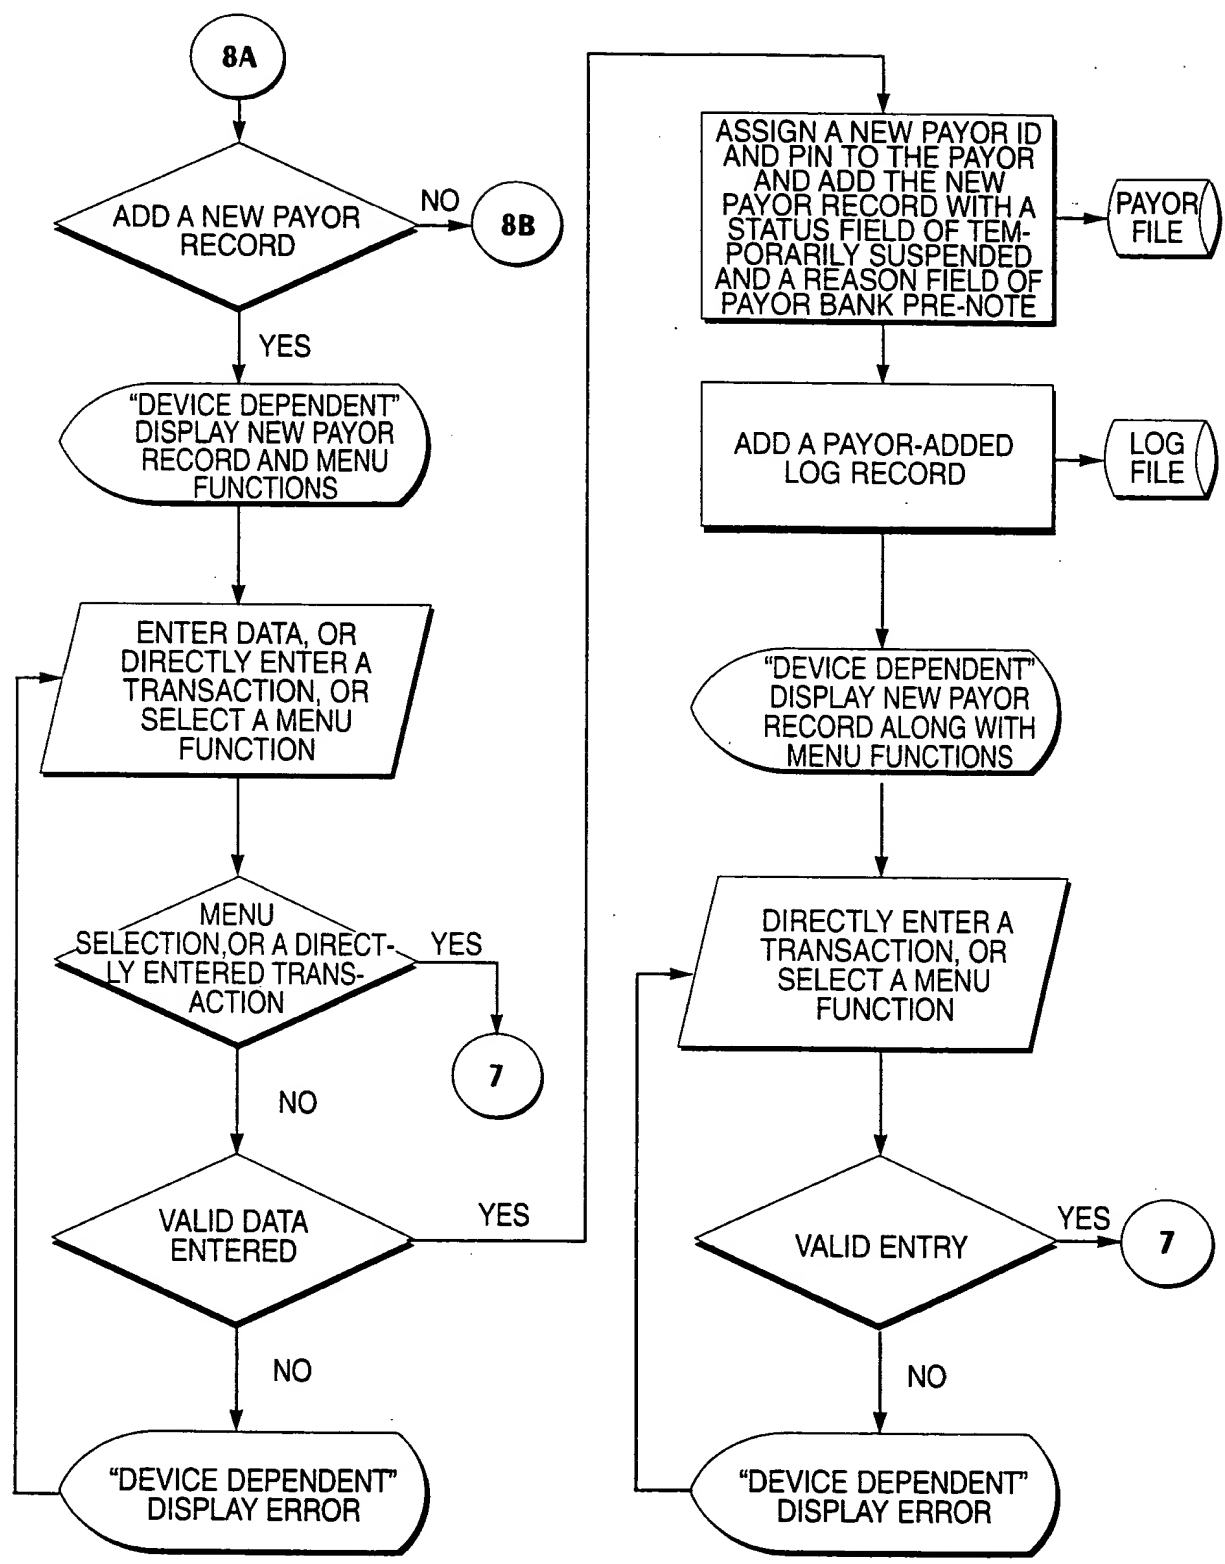 8A
ADD A NEW PAYOR
RECORD
NO
8B
YES
“DEVICE DEPENDENT”
DISPLAY NEW PAYOR
RECORD AND MENU
FUNCTIONS
ENTER DATA, OR
DIRECTLY ENTER A
TRANSACTION, OR
SELECT A MENU
FUNCTION
MENU
SELECTION,OR A DIRECT-
LY ENTERED TRANS-
ACTION
YES
7
NO
VALID DATA
ENTERED
YES
NO
“DEVICE DEPENDENT”
DISPLAY ERROR
ASSIGN A NEW PAYOR ID
AND PIN TO THE PAYOR
AND ADD THE NEW
PAYOR RECORD WITH A
STATUS FIELD OF TEM-
PORARILY SUSPENDED
AND A REASON FIELD OF
PAYOR BANK PRE-NOTE
PAYOR
FILE
ADD A PAYOR-ADDED
LOG RECORD
LOG
FILE
“DEVICE DEPENDENT”
DISPLAY NEW PAYOR
RECORD ALONG WITH
MENU FUNCTIONS
DIRECTLY ENTER A
TRANSACTION, OR
SELECT A MENU
FUNCTION
VALID ENTRY
YES
7
NO
“DEVICE DEPENDENT”
DISPLAY ERROR